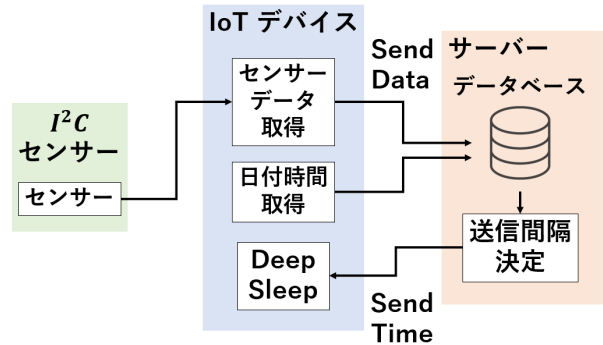 I²C
センサー
センサー
IoT デバイス
センサー
データ
取得
日付時間
取得
Deep
Sleep
Send
Data
Send
Time
サーバー
データベース
送信間隔
決定